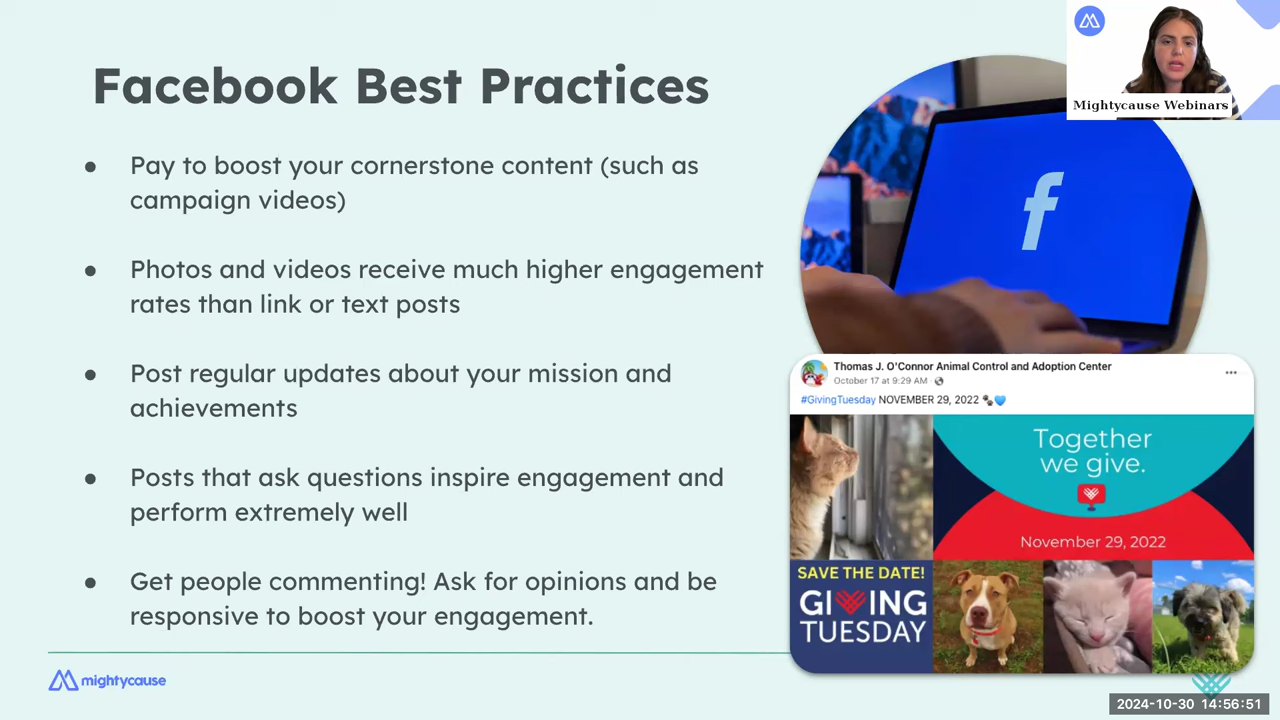 Facebook Best Practices
● Pay to boost your cornerstone content (such as
campaign videos)
● Photos and videos receive much higher engagement
rates than link or text posts
● Post regular updates about your mission and
achievements
● Posts that ask questions inspire engagement and
perform extremely well
● Get people commenting! Ask for opinions and be
responsive to boost your engagement.
mightycause
Mightycause Webinars
f
Thomas J. O'Connor Animal Control and Adoption Center
October 17 at 9:29 AM ·
#GivingTuesday NOVEMBER 29, 2022 🐾💙
Together
we give.
November 29, 2022
SAVE THE DATE!
GIVING
TUESDAY
2024-10-30 14:56:51